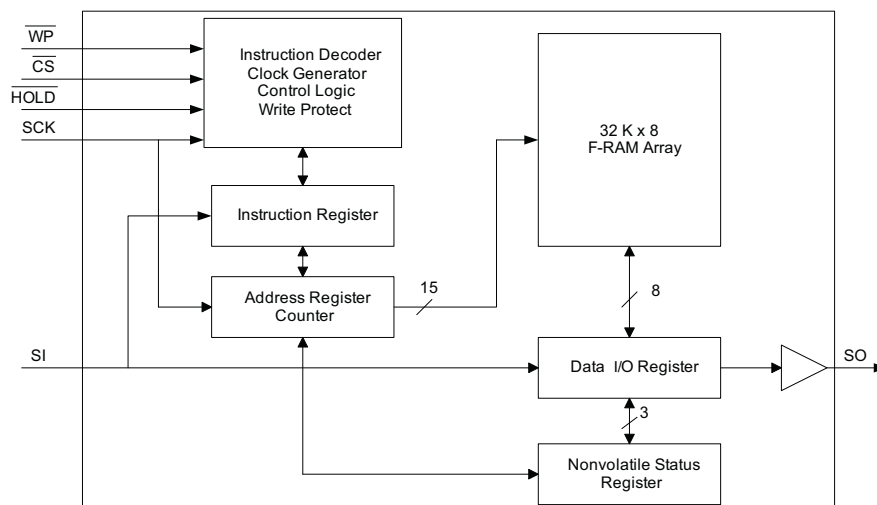 WP
CS
HOLD
SCK
Instruction Decoder
Clock Generator
Control Logic
Write Protect
32 K x 8
F-RAM Array
Instruction Register
Address Register
Counter
15
8
SI
Data I/O Register
SO
3
Nonvolatile Status
Register